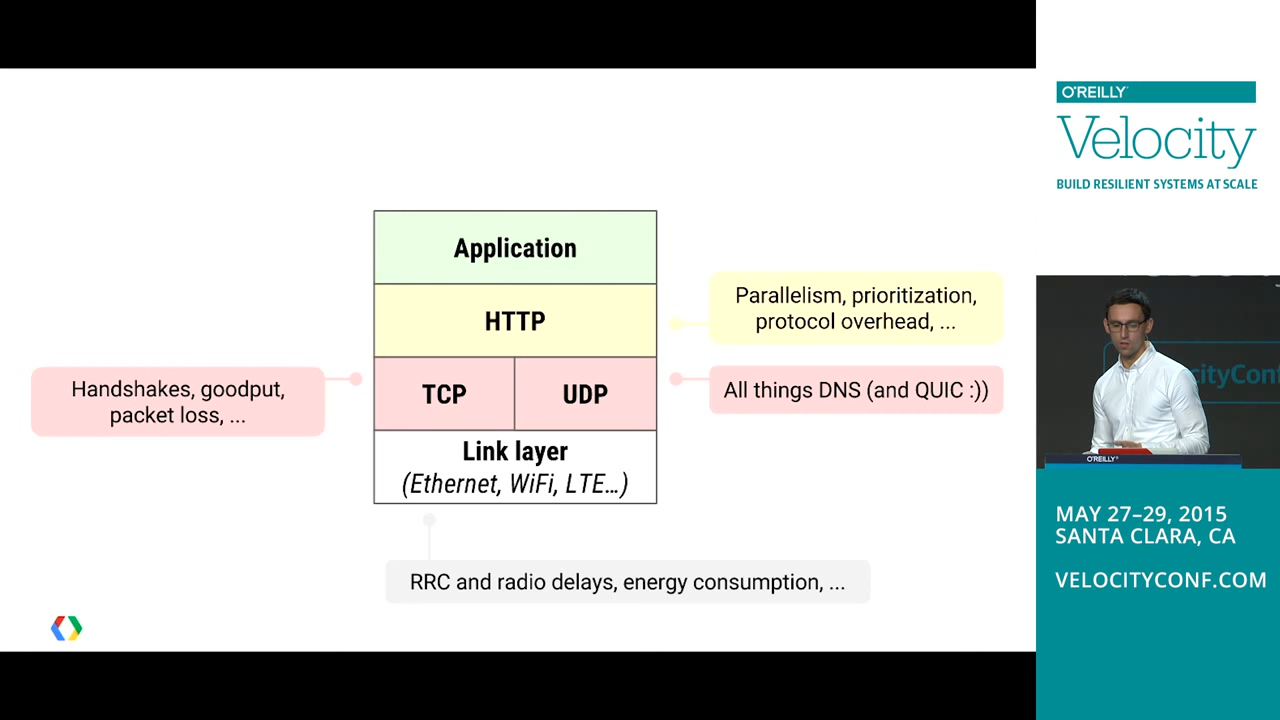 Application
HTTP
TCP
UDP
Link layer
(Ethernet, WiFi, LTE...)
Handshakes, goodput,
packet loss, ...
Parallelism, prioritization,
protocol overhead, ...
All things DNS (and QUIC :))
RRC and radio delays, energy consumption, ...
O'REILLY
Velocity
BUILD RESILIENT SYSTEMS AT SCALE
cityConf
O'REILLY
MAY 27–29, 2015
SANTA CLARA, CA
VELOCITYCONF.COM